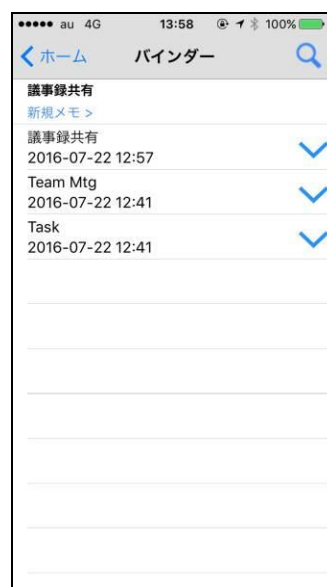 au 4G 13:58 100%
ホーム バインダー
議事録共有
新規メモ >
議事録共有
2016-07-22 12:57
Team Mtg
2016-07-22 12:41
Task
2016-07-22 12:41